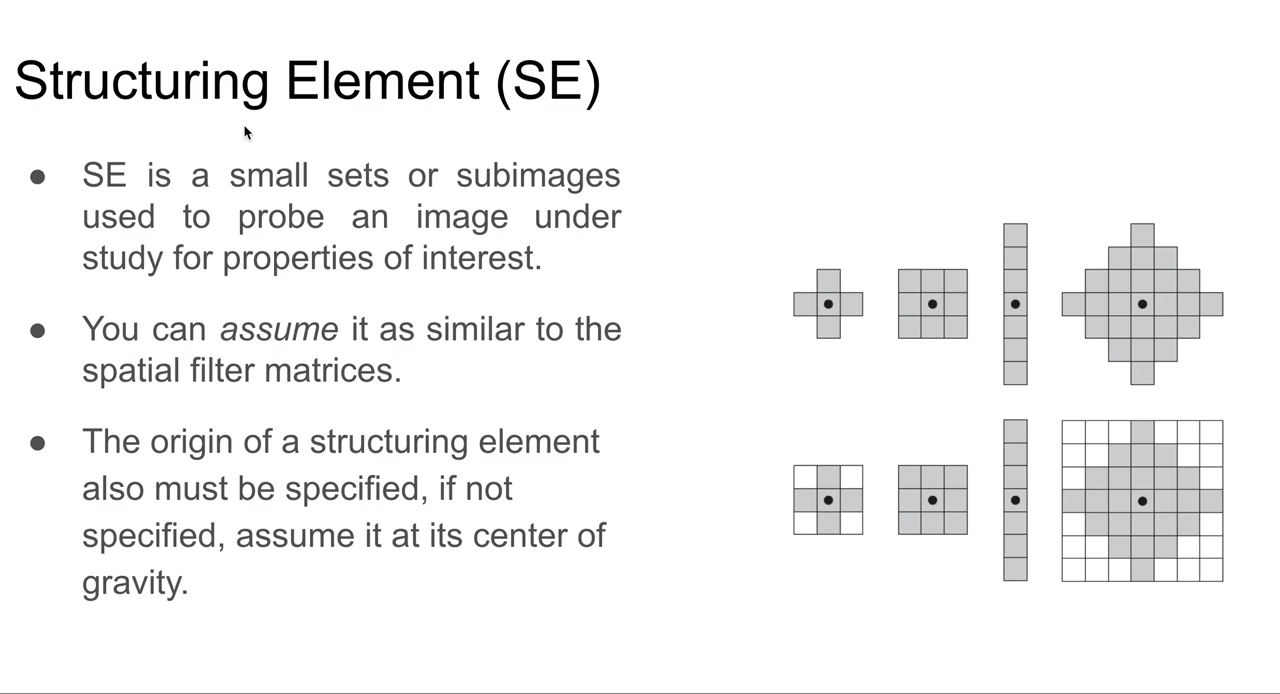 Structuring Element (SE)
● SE is a small sets or subimages
used to probe an image under
study for properties of interest.
● You can assume it as similar to the
spatial filter matrices.
● The origin of a structuring element
also must be specified, if not
specified, assume it at its center of
gravity.